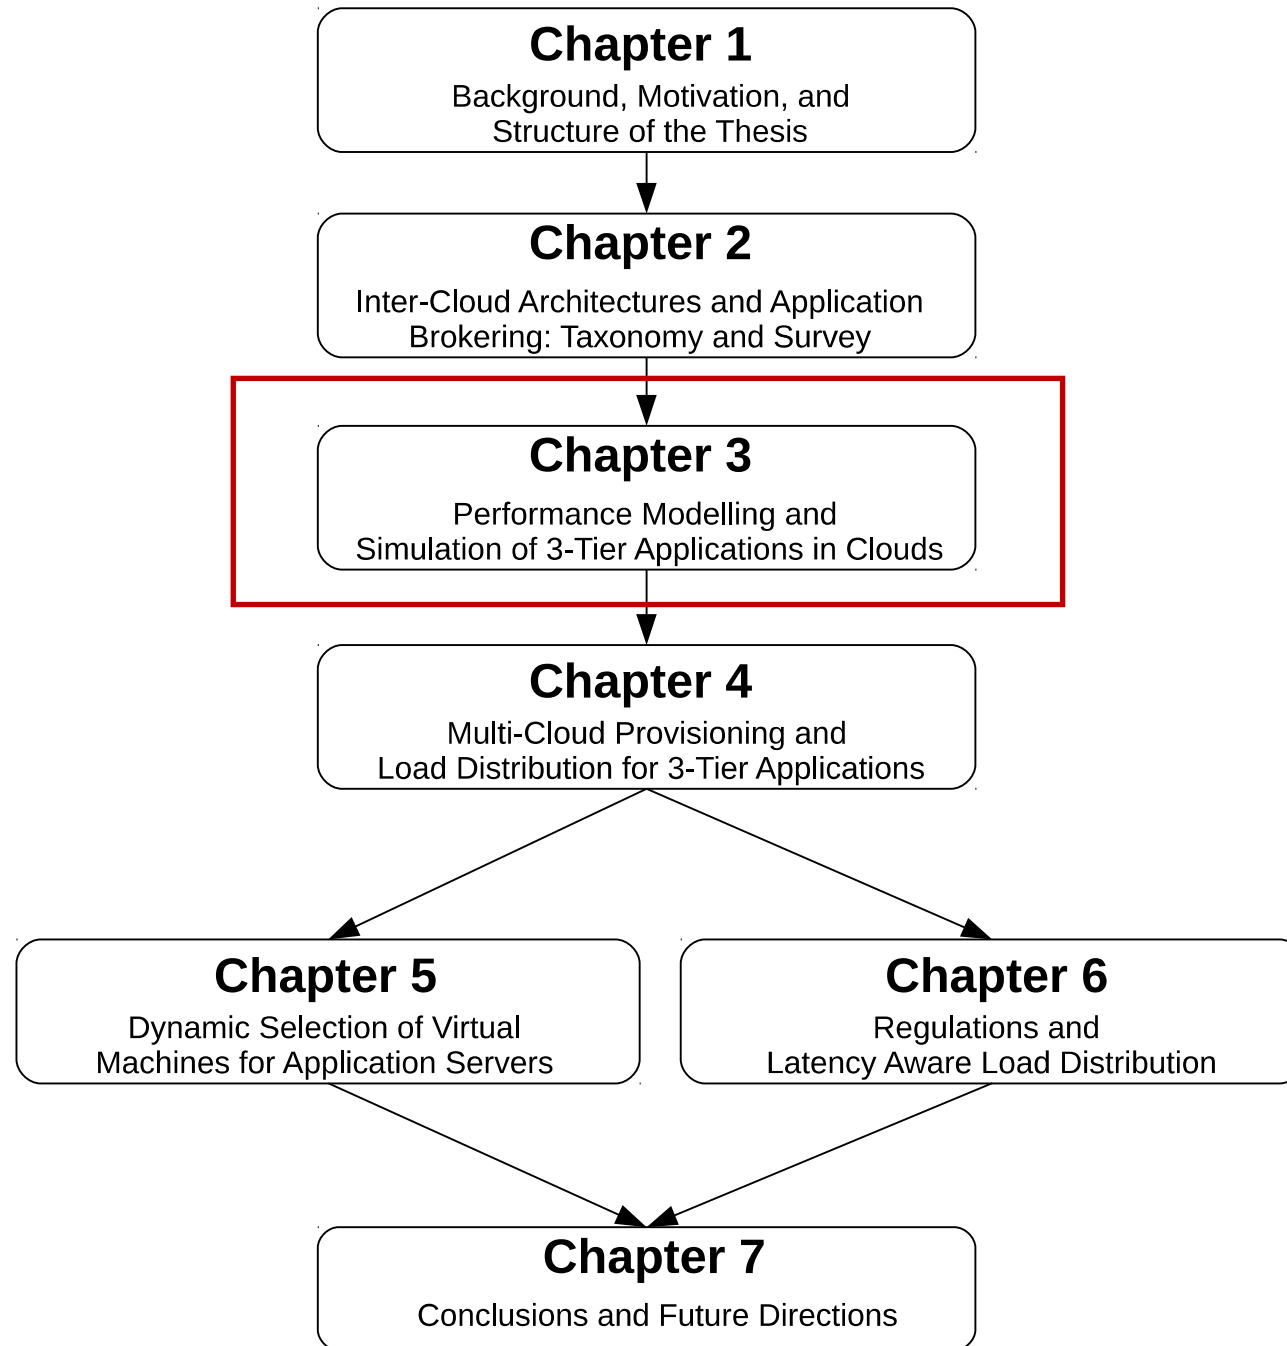 Chapter 1
Background, Motivation, and
Structure of the Thesis
Chapter 2
Inter-Cloud Architectures and Application
Brokering: Taxonomy and Survey
Chapter 3
Performance Modelling and
Simulation of 3-Tier Applications in Clouds
Chapter 4
Multi-Cloud Provisioning and
Load Distribution for 3-Tier Applications
Chapter 5
Dynamic Selection of Virtual
Machines for Application Servers
Chapter 6
Regulations and
Latency Aware Load Distribution
Chapter 7
Conclusions and Future Directions